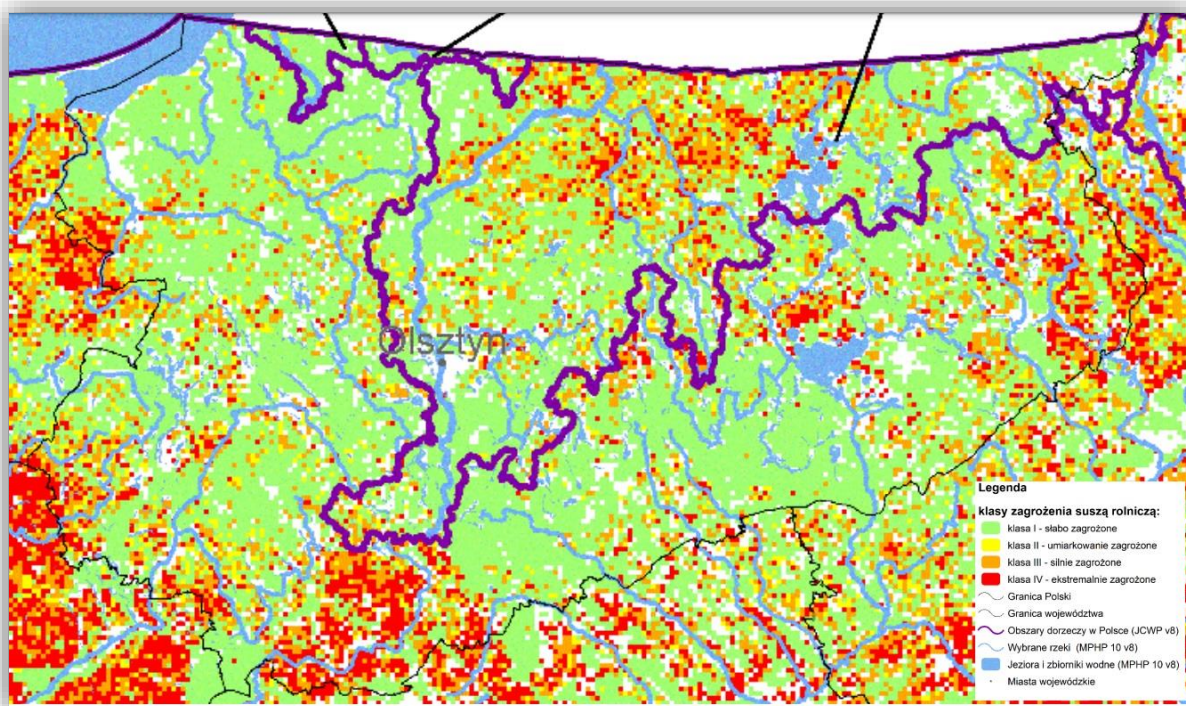 Olsztyn
Legenda
klasy zagrożenia suszą rolniczą:
klasa I - słabo zagrożone
klasa II - umiarkowanie zagrożone
klasa III - silnie zagrożone
klasa IV - ekstremalnie zagrożone
Granica Polski
Granica województwa
Obszary dorzeczy w Polsce (JCWP v8)
Wybrane rzeki (MPHP 10 v8)
Jeziora i zbiorniki wodne (MPHP 10 v8)
Miasta wojewódzkie